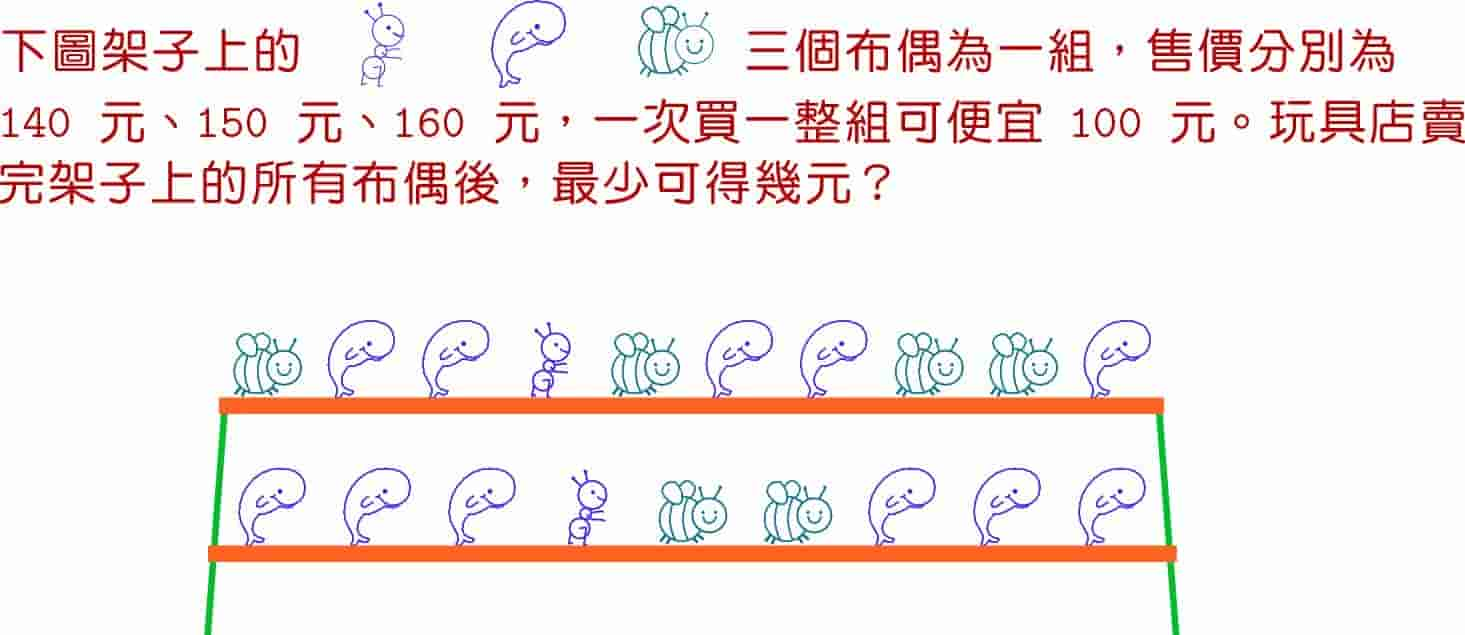 下圖架子上的 三個布偶為一組，售價分別為
140 元、150 元、160 元，一次買一整組可便宜 100 元。玩具店賣
完架子上的所有布偶後，最少可得幾元？